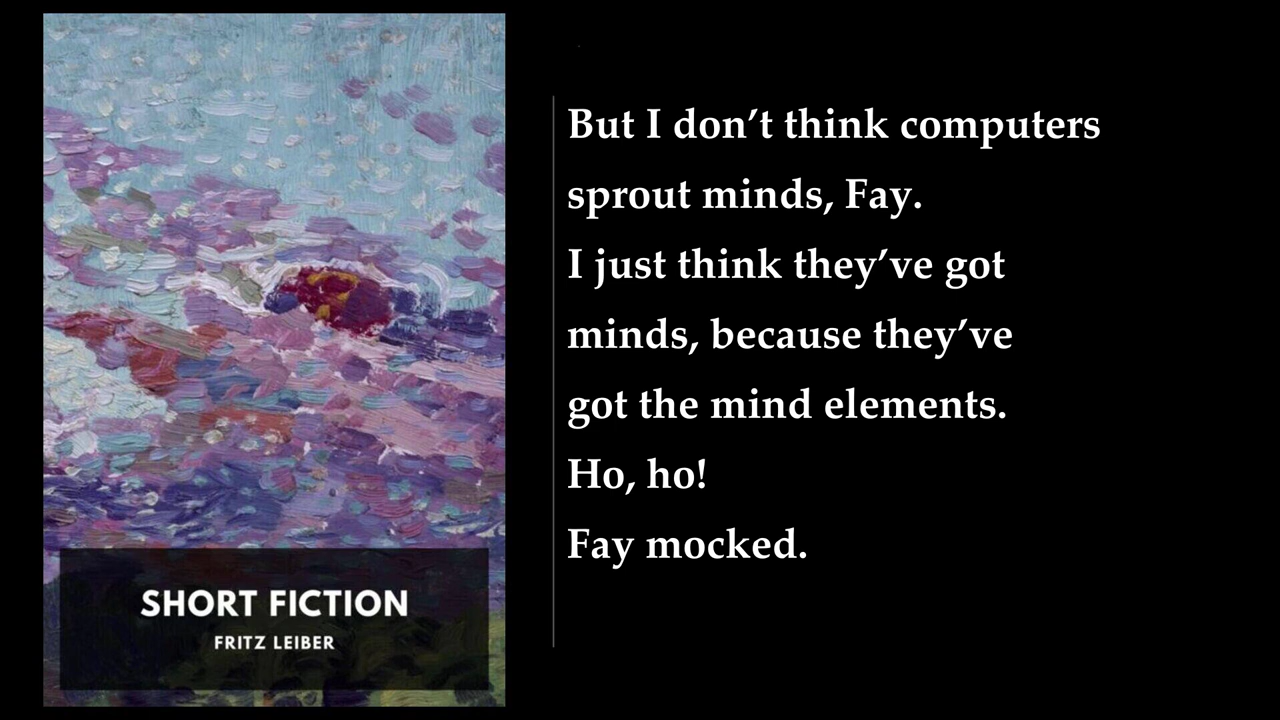 But I don’t think computers
sprout minds, Fay.
I just think they’ve got
minds, because they’ve
got the mind elements.
Ho, ho!
Fay mocked.
SHORT FICTION
FRITZ LEIBER